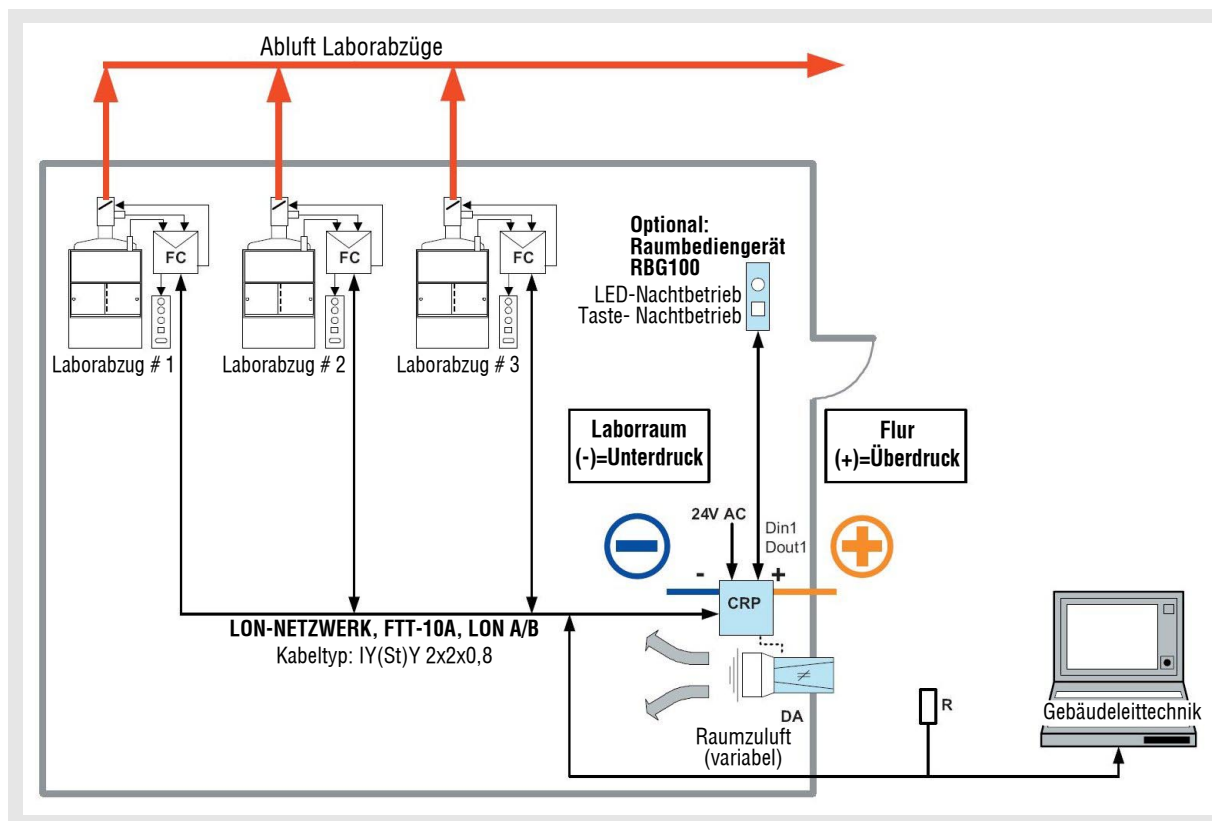 Abluft Laborabzüge
FC
FC
FC
Laborabzug # 1
Laborabzug # 2
Laborabzug # 3
Optional:
Raumbediengerät
RBG100
LED-Nachtbetrieb
Taste- Nachtbetrieb
Laborraum
(-)=Unterdruck
Flur
(+)=Überdruck
24V AC
Din1
Dout1
-
+
CRP
LON-NETZWERK, FTT-10A, LON A/B
Kabeltyp: IY(St)Y 2x2x0,8
DA
Raumzuluft
(variabel)
R
Gebäudeleittechnik